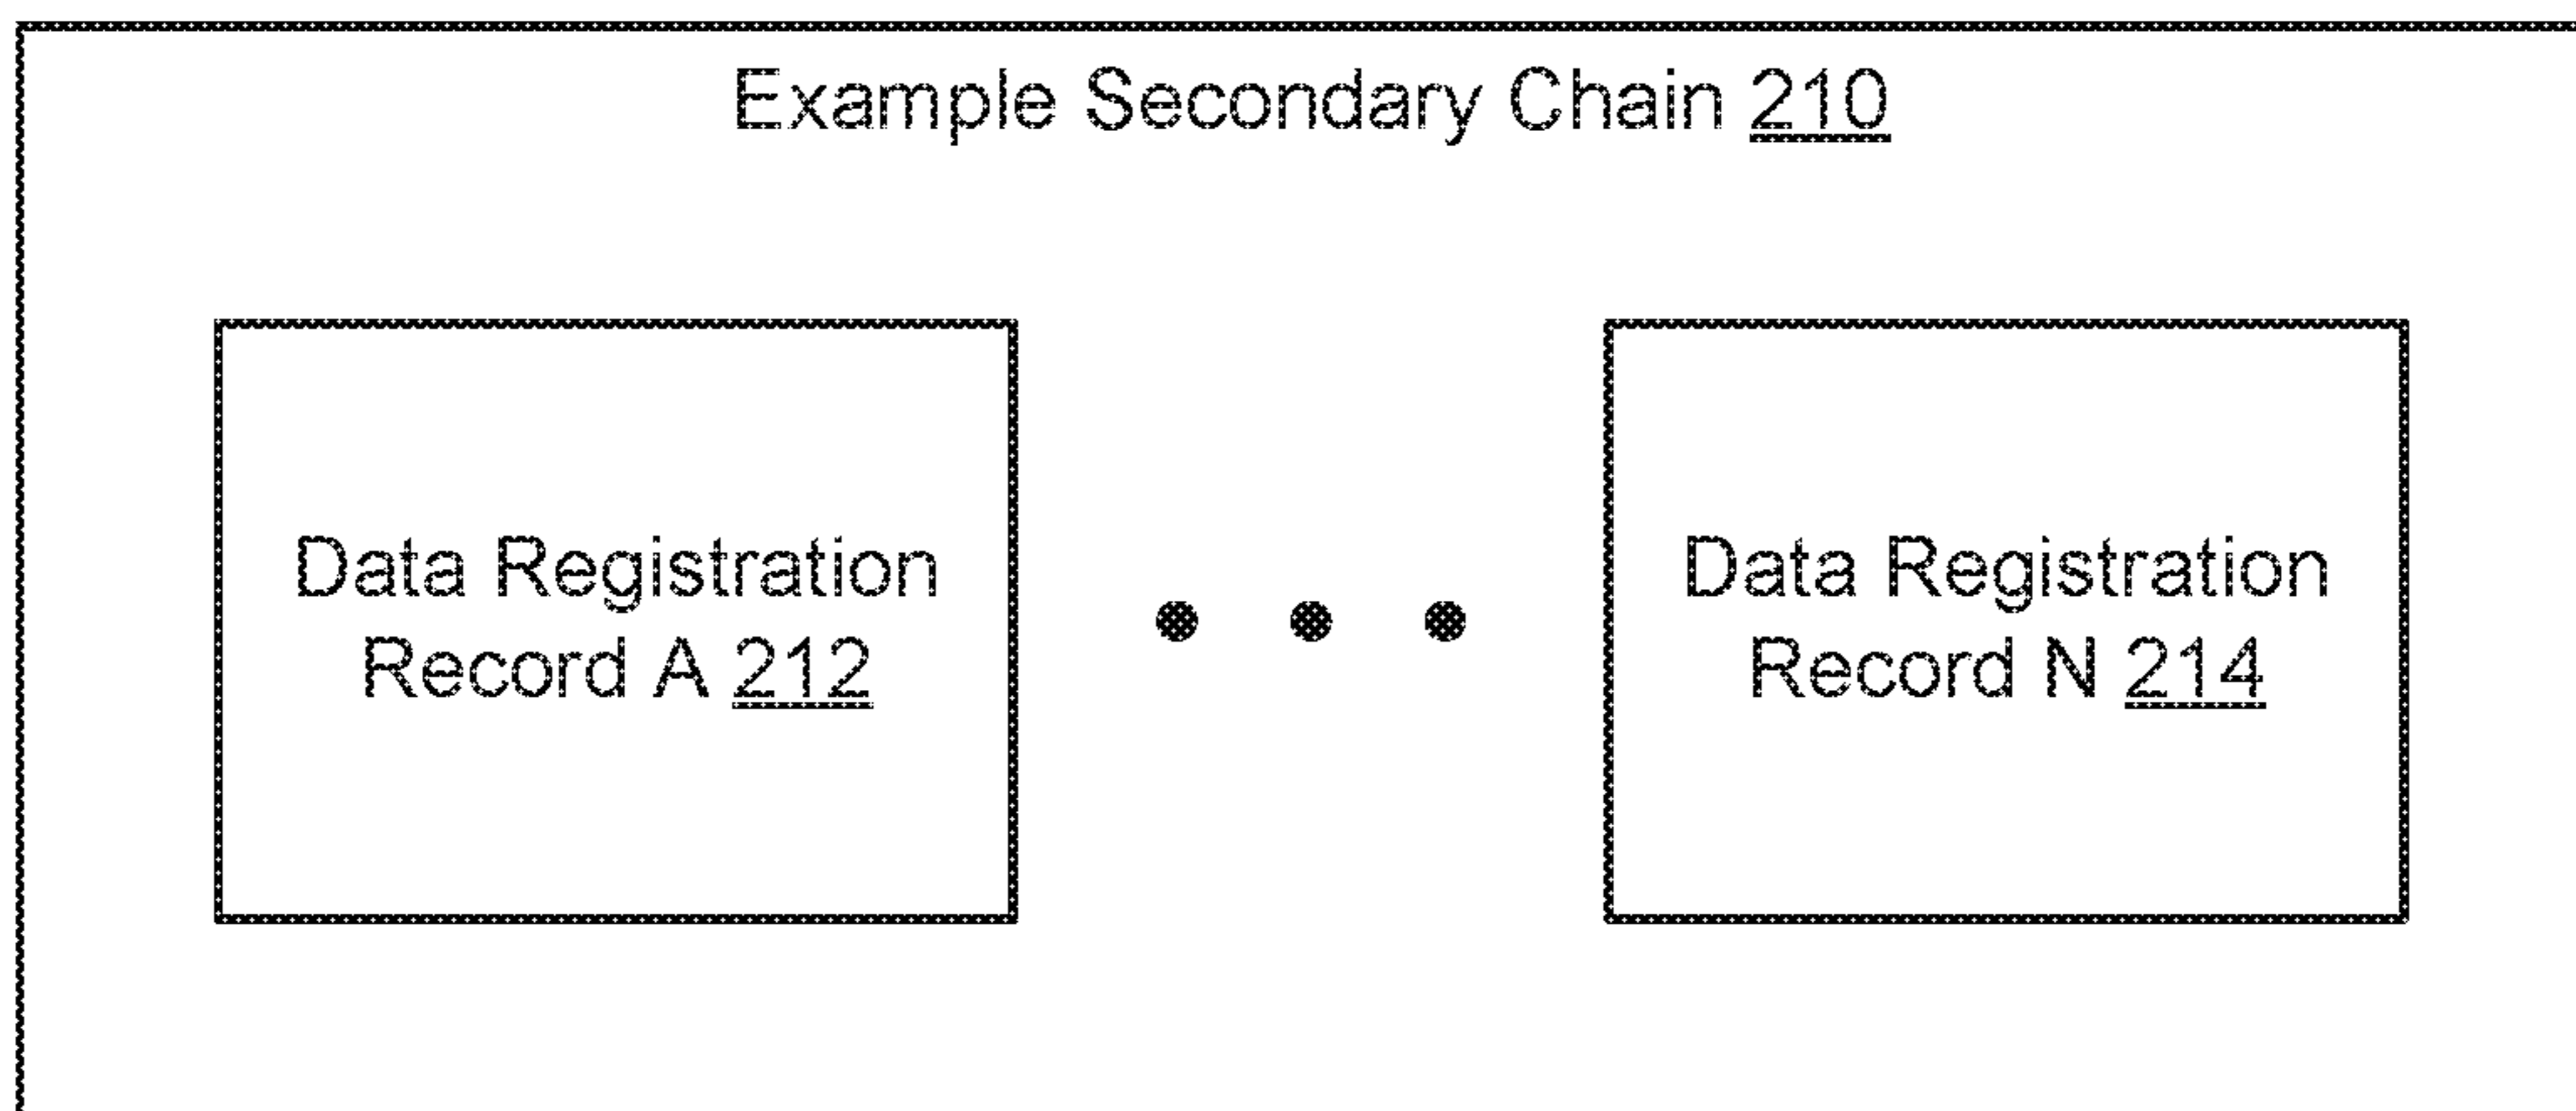 Example Secondary Chain 210
Data Registration
Record A 212
Data Registration
Record N 214